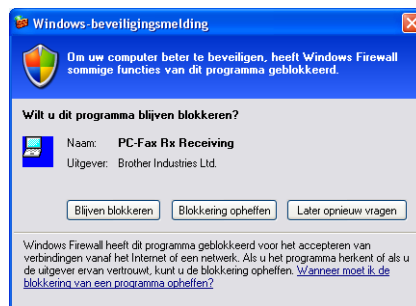 Windows-beveiligingsmelding
Om uw computer beter te beveiligen, heeft Windows Firewall
sommige functies van dit programma geblokkeerd.
Wilt u dit programma blijven blokkeren?
Naam: PC-Fax Rx Receiving
Uitgever: Brother Industries Ltd.
Blijven blokkeren Blokkering opheffen Later opnieuw vragen
Windows Firewall heeft dit programma geblokkeerd voor het accepteren van
verbindingen vanaf het Internet of een netwerk. Als u het programma herkent of als u
de uitgever ervan vertrouwt, kunt u de blokkering opheffen. Wanneer moet ik de
blokkering van een programma opheffen?